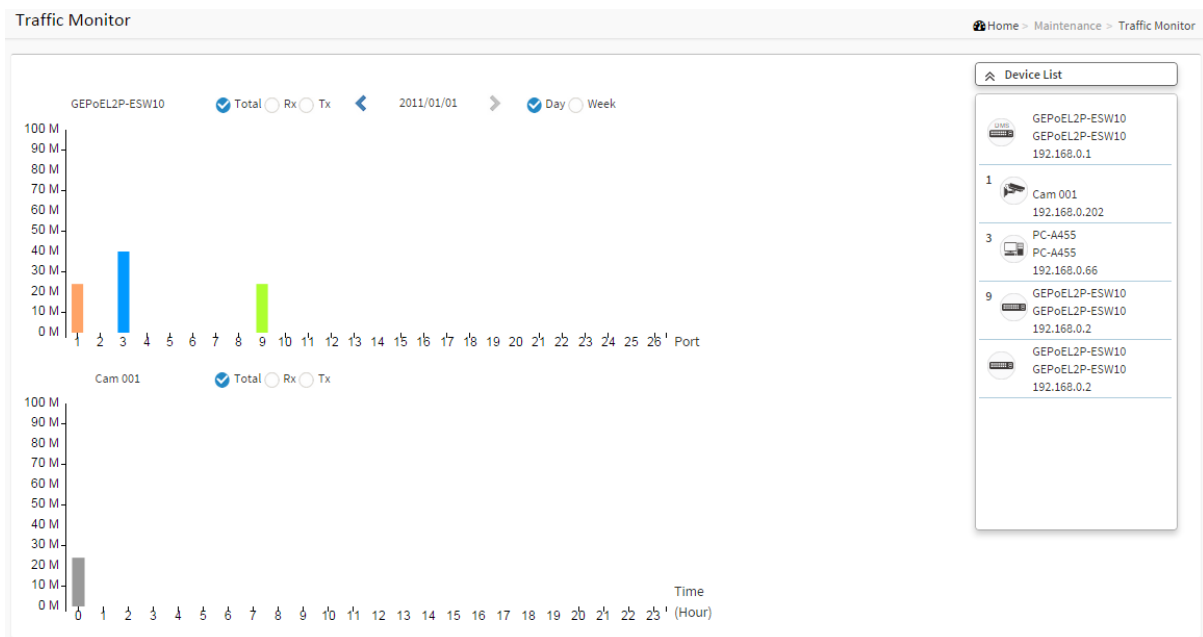 Traffic Monitor
Home > Maintenance > Traffic Monitor
GEPoEL2P-ESW10 Total Rx Tx 2011/01/01 Day Week
100 M
90 M
80 M
70 M
60 M
50 M
40 M
30 M
20 M
10 M
0 M
1 2 3 4 5 6 7 8 9 10 11 12 13 14 15 16 17 18 19 20 21 22 23 24 25 26 Port
Cam 001 Total Rx Tx
100 M
90 M
80 M
70 M
60 M
50 M
40 M
30 M
20 M
10 M
0 M
0 1 2 3 4 5 6 7 8 9 10 11 12 13 14 15 16 17 18 19 20 21 22 23
Time
(Hour)
Device List
DMS
GEPoEL2P-ESW10
GEPoEL2P-ESW10
192.168.0.1
1
Cam 001
192.168.0.202
3
PC-A455
PC-A455
192.168.0.66
9
GEPoEL2P-ESW10
GEPoEL2P-ESW10
192.168.0.2
GEPoEL2P-ESW10
GEPoEL2P-ESW10
192.168.0.2